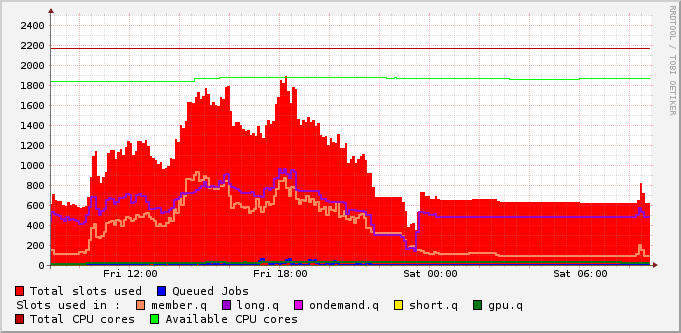 RRDTOOL / TOBI OETIKER
2400
2200
2000
1800
1600
1400
1200
1000
800
600
400
200
0
Fri 12:00 Fri 18:00 Sat 00:00 Sat 06:00
Total slots used Queued Jobs
Slots used in : member.q long.q ondemand.q short.q gpu.q
Total CPU cores Available CPU cores